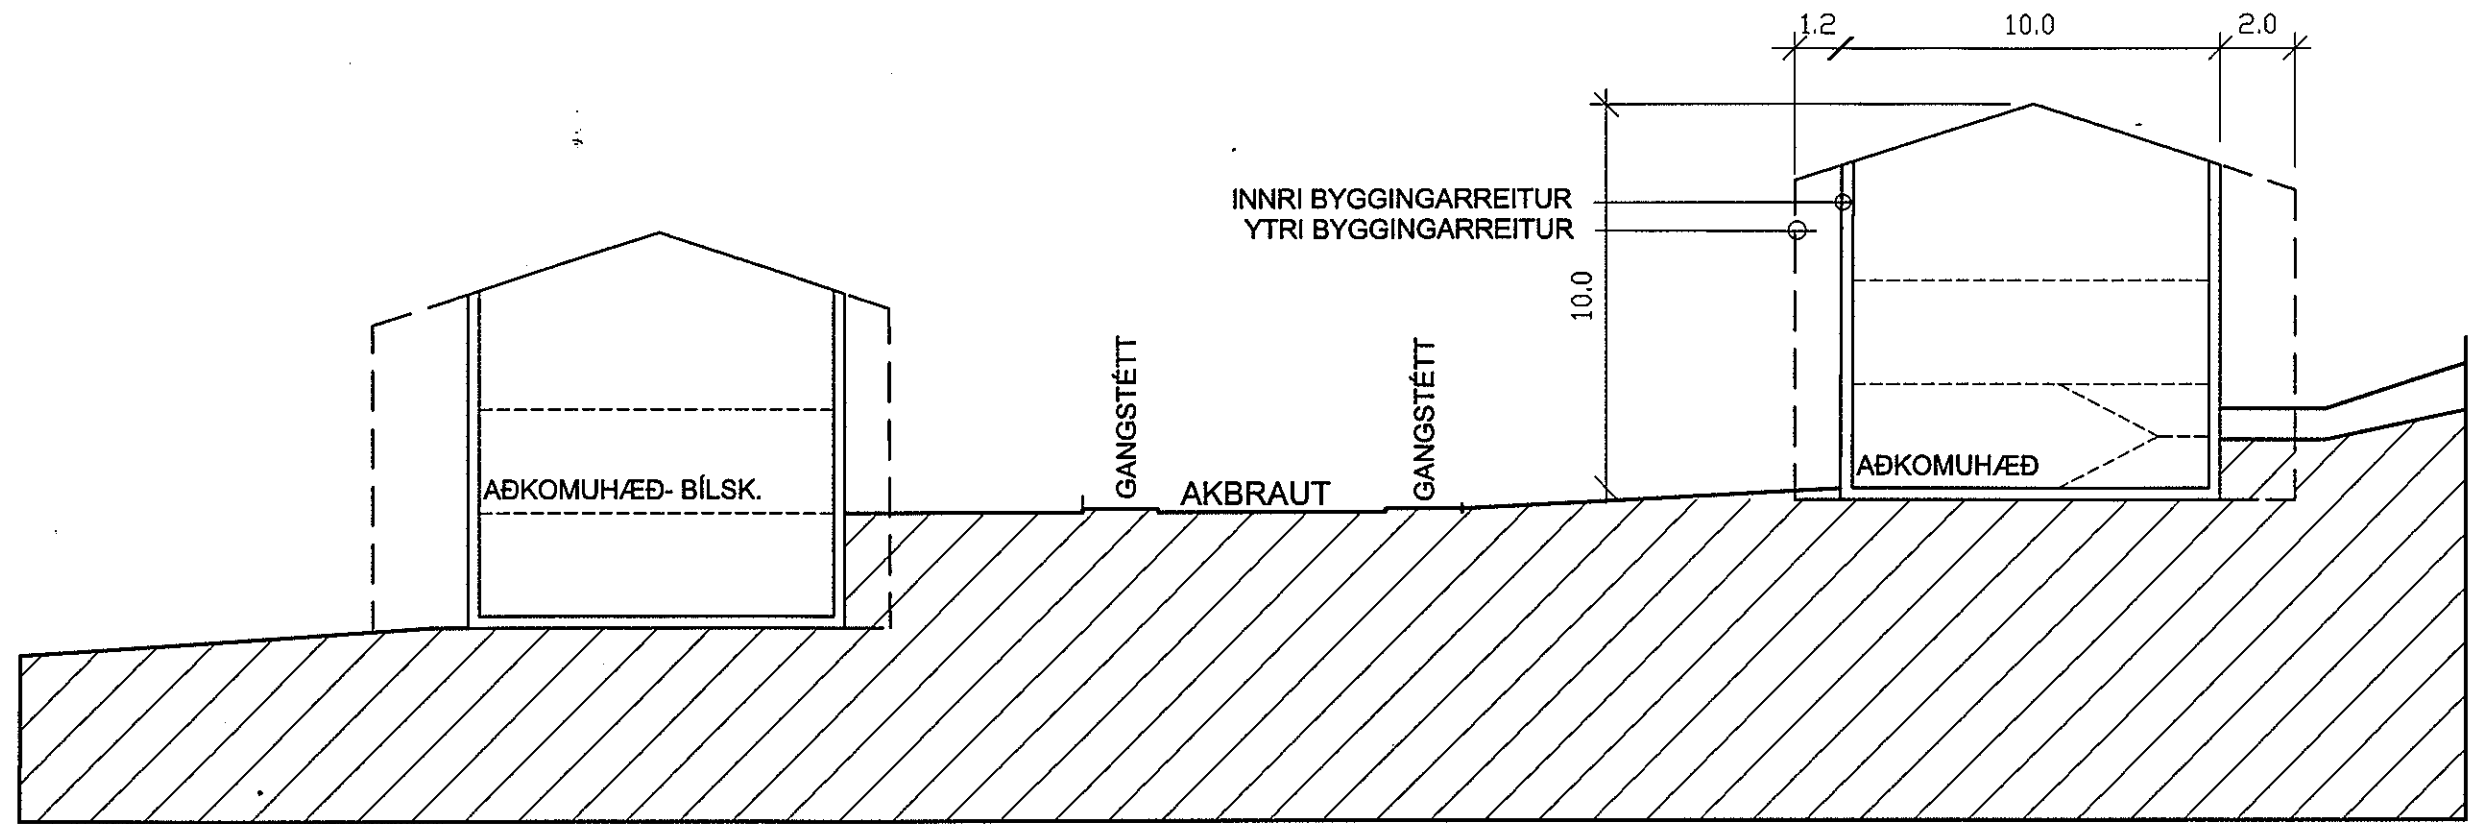 1.2
10.0
2.0
INNRI BYGGINGARREITUR
YTRI BYGGINGARREITUR
10.0
GANGSTÉTT
GANGSTÉTT
AÐKOMUHÆÐ
AÐKOMUHÆÐ- BÍLSK.
AKBRAUT